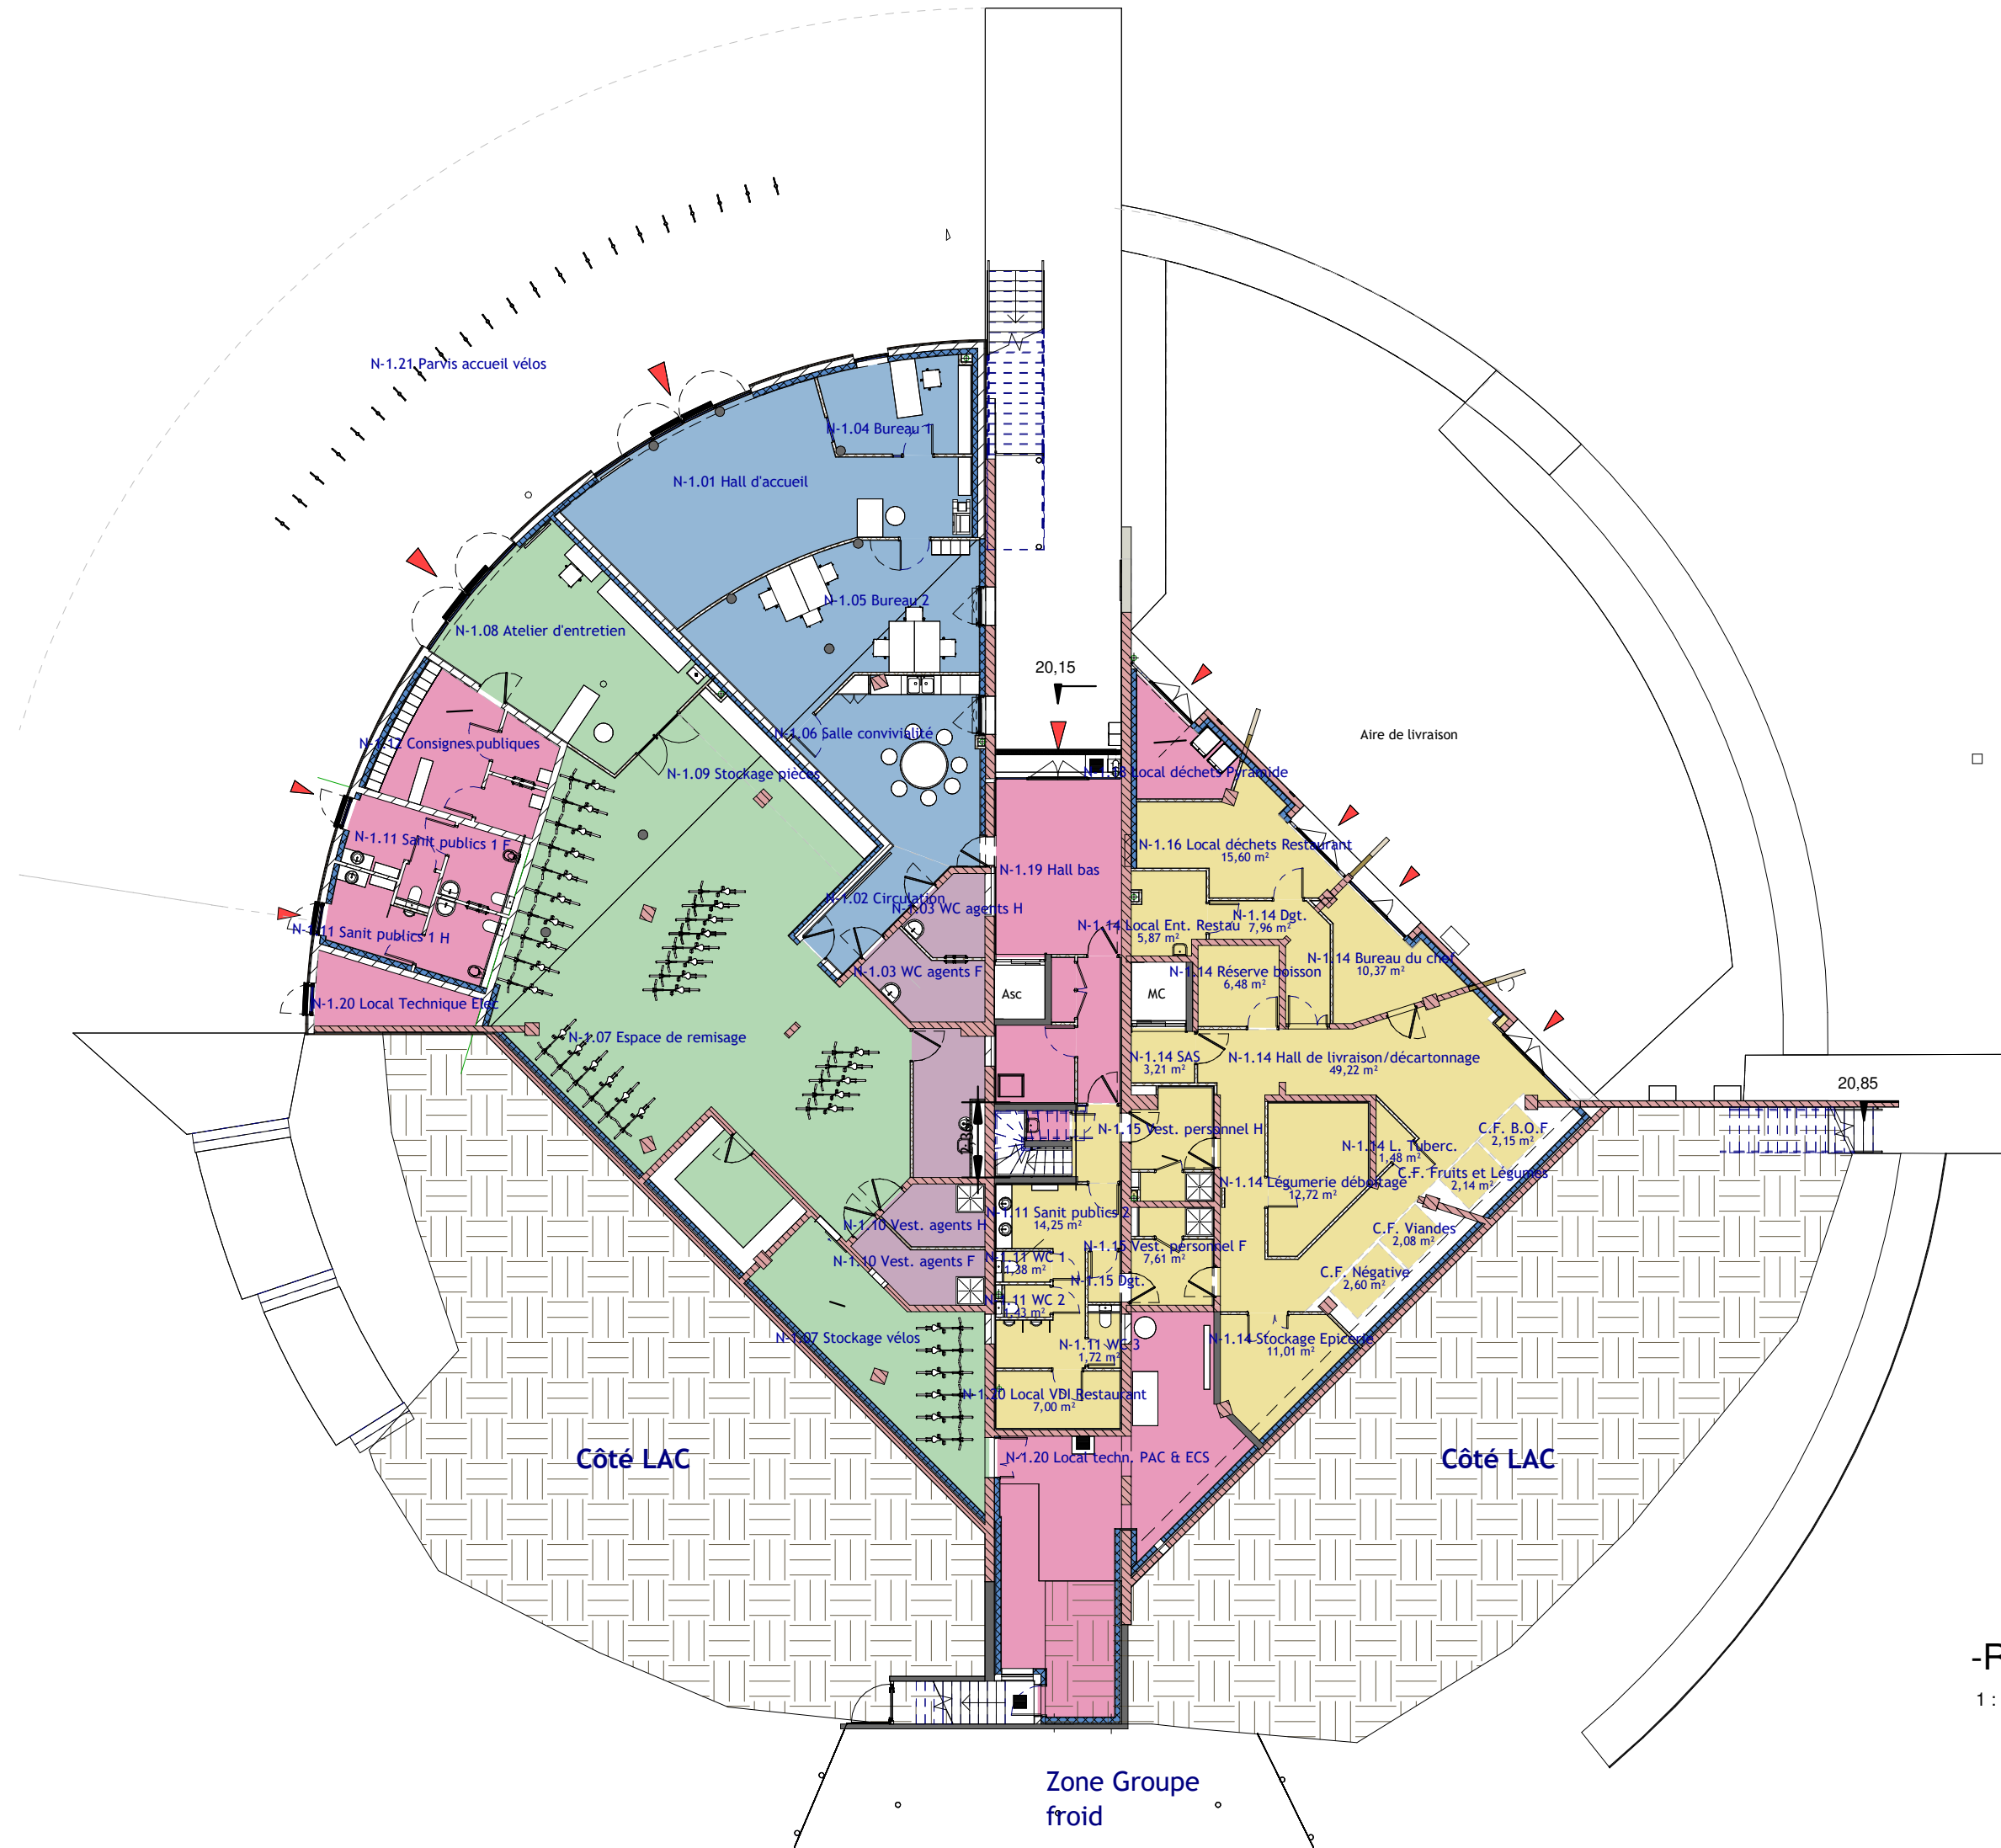 N-1.21 Parvis accueil vélos
N-1.04 Bureau 1
N-1.01 Hall d'accueil
N-1.05 Bureau 2
N-1.08 Atelier d'entretien
20,15
N-1.06 Salle convivialité
Aire de livraison
N-1.12 Consignes publiques
N-1.09 Stockage pièces
N-1.18 Local déchets Pyramide
N-1.11 Sanit publics 1 F
N-1.16 Local déchets Restaurant
15,60 m²
N-1.19 Hall bas
N-1.02 Circulation
N-1.03 WC agents H
N-1.14 Dgt.
7,96 m²
N-1.14 Local Ent. Restau
5,87 m²
N-1.11 Sanit publics 1 H
N-1.14 Bureau du chef
10,37 m²
N-1.03 WC agents F
N-1.14 Réserve boisson
6,48 m²
Asc
MC
N-1.20 Local Technique Elec
N-1.07 Espace de remisage
N-1.14 SAS
3,21 m²
N-1.14 Hall de livraison/décartonnage
49,22 m²
20,85
2,36
N-1.15 Vest. personnel H
C.F. B.O.F
2,15 m²
N-1.14 L. Tuberc.
1,48 m²
C.F. Fruits et Légumes
2,14 m²
N-1.14 Légumerie déboitage
12,72 m²
N-1.10 Vest. agents H
N-1.11 Sanit publics 2
14,25 m²
C.F. Viandes
2,08 m²
N-1.15 Vest. personnel F
7,61 m²
N-1.10 Vest. agents F
N-1.11 WC 1
1,38 m²
N-1.15 Dgt.
C.F. Négative
2,60 m²
N-1.11 WC 2
1,43 m²
N-1.07 Stockage vélos
N-1.11 WC 3
1,72 m²
N-1.14 Stockage Epicerie
11,01 m²
N-1.20 Local VDI Restaurant
7,00 m²
Côté LAC
N-1.20 Local techn. PAC & ECS
Côté LAC
-R
1 :
Zone Groupe
froid